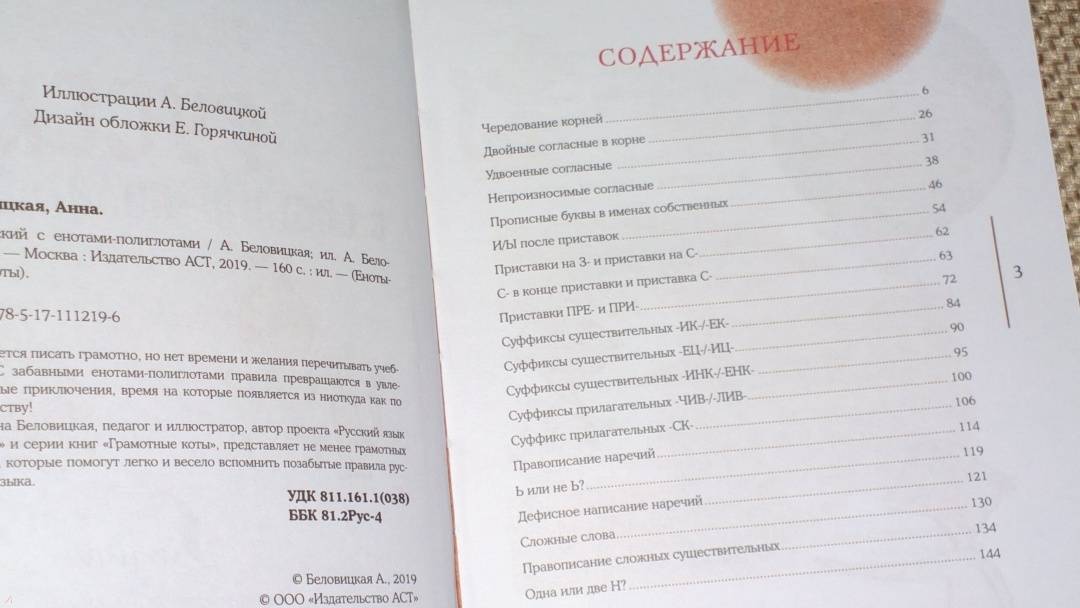 Иллюстрации А. Беловицкой
Дизайн обложки Е. Горячкиной
Анна.
с енотами-полиглотами / А. Беловицкая; ил. А. Бело-
— Москва : Издательство АСТ, 2019. — 160 с. : ил. — (Еноты-
78-5-17-111219-6
писать грамотно, но нет времени и желания перечитывать учеб-
С забавными енотами-полиглотами правила превращаются в увле-
приключения, время на которые появляется из ниоткуда как по
Беловицкая, педагог и иллюстратор, автор проекта «Русский язык
и серии книг «Грамотные коты», представляет не менее грамотных
которые помогут легко и весело вспомнить позабытые правила рус-
УДК 811.161.1(038)
ББК 81.2Рус-4
© Беловицкая А., 2019
© ООО «Издательство АСТ»
СОДЕРЖАНИЕ
Чередование корней 6
Двойные согласные в корне 26
Удвоенные согласные 31
Непроизносимые согласные 38
Прописные буквы в именах собственных 46
И/Ы после приставок 54
Приставки на З- и приставки на С- 62
С- в конце приставки и приставка С- 63
Приставки ПРЕ- и ПРИ- 72
Суффиксы существительных -ИК-/-ЕК- 84
Суффиксы существительных -ЕЦ-/-ИЦ- 90
Суффиксы существительных -ИНК-/-ЕНК- 95
Суффиксы прилагательных -ЧИВ-/-ЛИВ- 100
Суффикс прилагательных -СК- 106
Правописание наречий 114
Ь или не Ь? 119
Дефисное написание наречий 121
Сложные слова 130
Правописание сложных существительных 134
Одна или две Н? 144
3